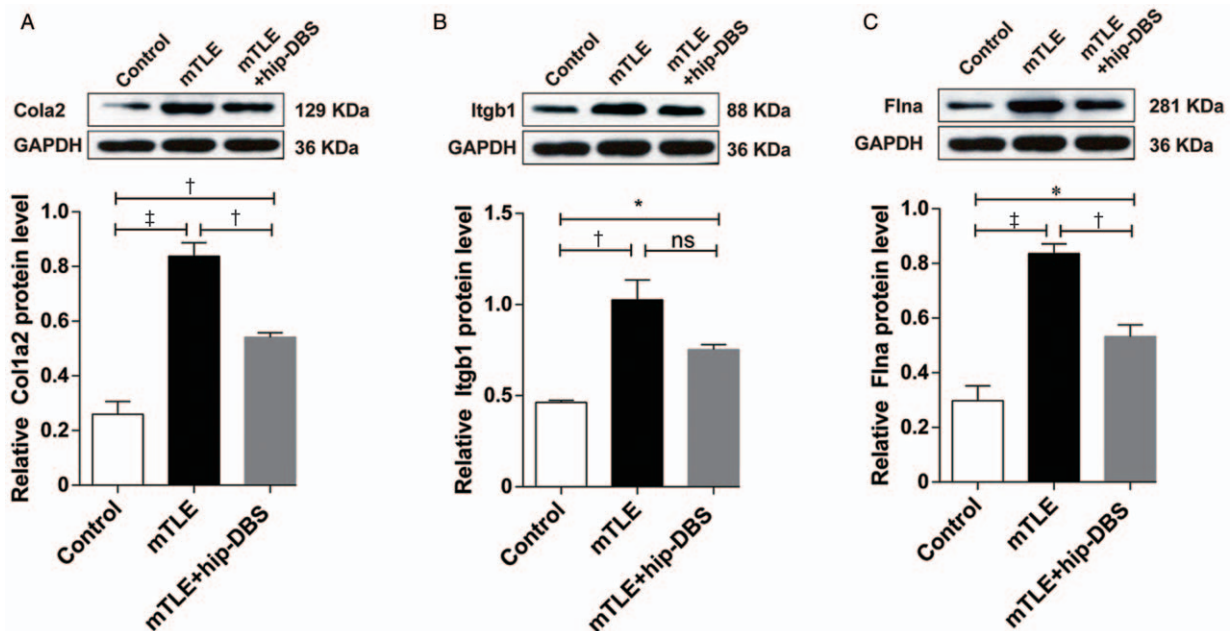 A
Control
mTLE
mTLE
+hip-DBS
Cola2
129 KDa
GAPDH
36 KDa
Relative Col1a2 protein level
†
‡
†
1.0
0.8
0.6
0.4
0.2
0
Control
mTLE
mTLE+hip-DBS
B
Control
mTLE
mTLE
+hip-DBS
Itgb1
88 KDa
GAPDH
36 KDa
Relative Itgb1 protein level
*
†
ns
1.5
1.0
0.5
0
Control
mTLE
mTLE+hip-DBS
C
Control
mTLE
mTLE
+hip-DBS
Flna
281 KDa
GAPDH
36 KDa
Relative Flna protein level
*
‡
†
1.0
0.8
0.6
0.4
0.2
0
Control
mTLE
mTLE+hip-DBS